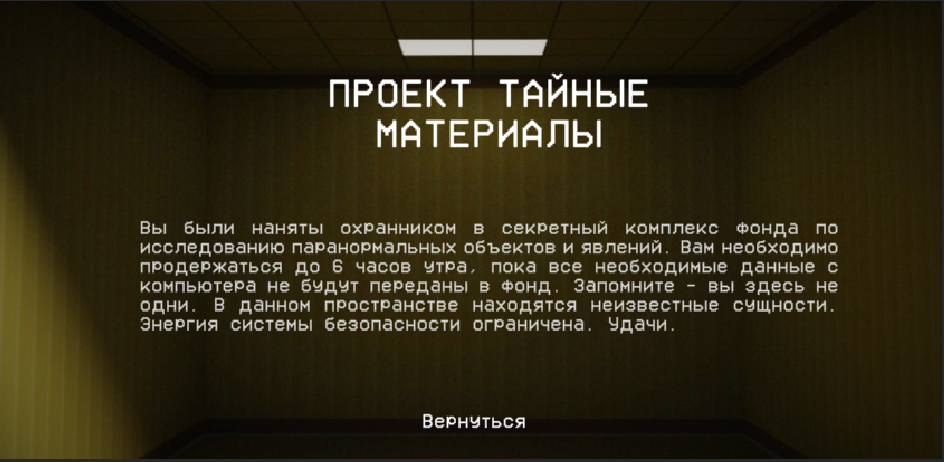 ПРОЕКТ ТАЙНЫЕ
МАТЕРИАЛЫ
Вы были наняты охранником в секретный комплекс Фонда по
исследованию паранормальных объектов и явлений. Вам необходимо
продержаться до 6 часов утра, пока все необходимые данные с
компьютера не будут переданы в Фонд. Запомните - вы здесь не
одни. В данном пространстве находятся неизвестные сущности.
Энергия системы безопасности ограничена. Удачи.
Вернуться